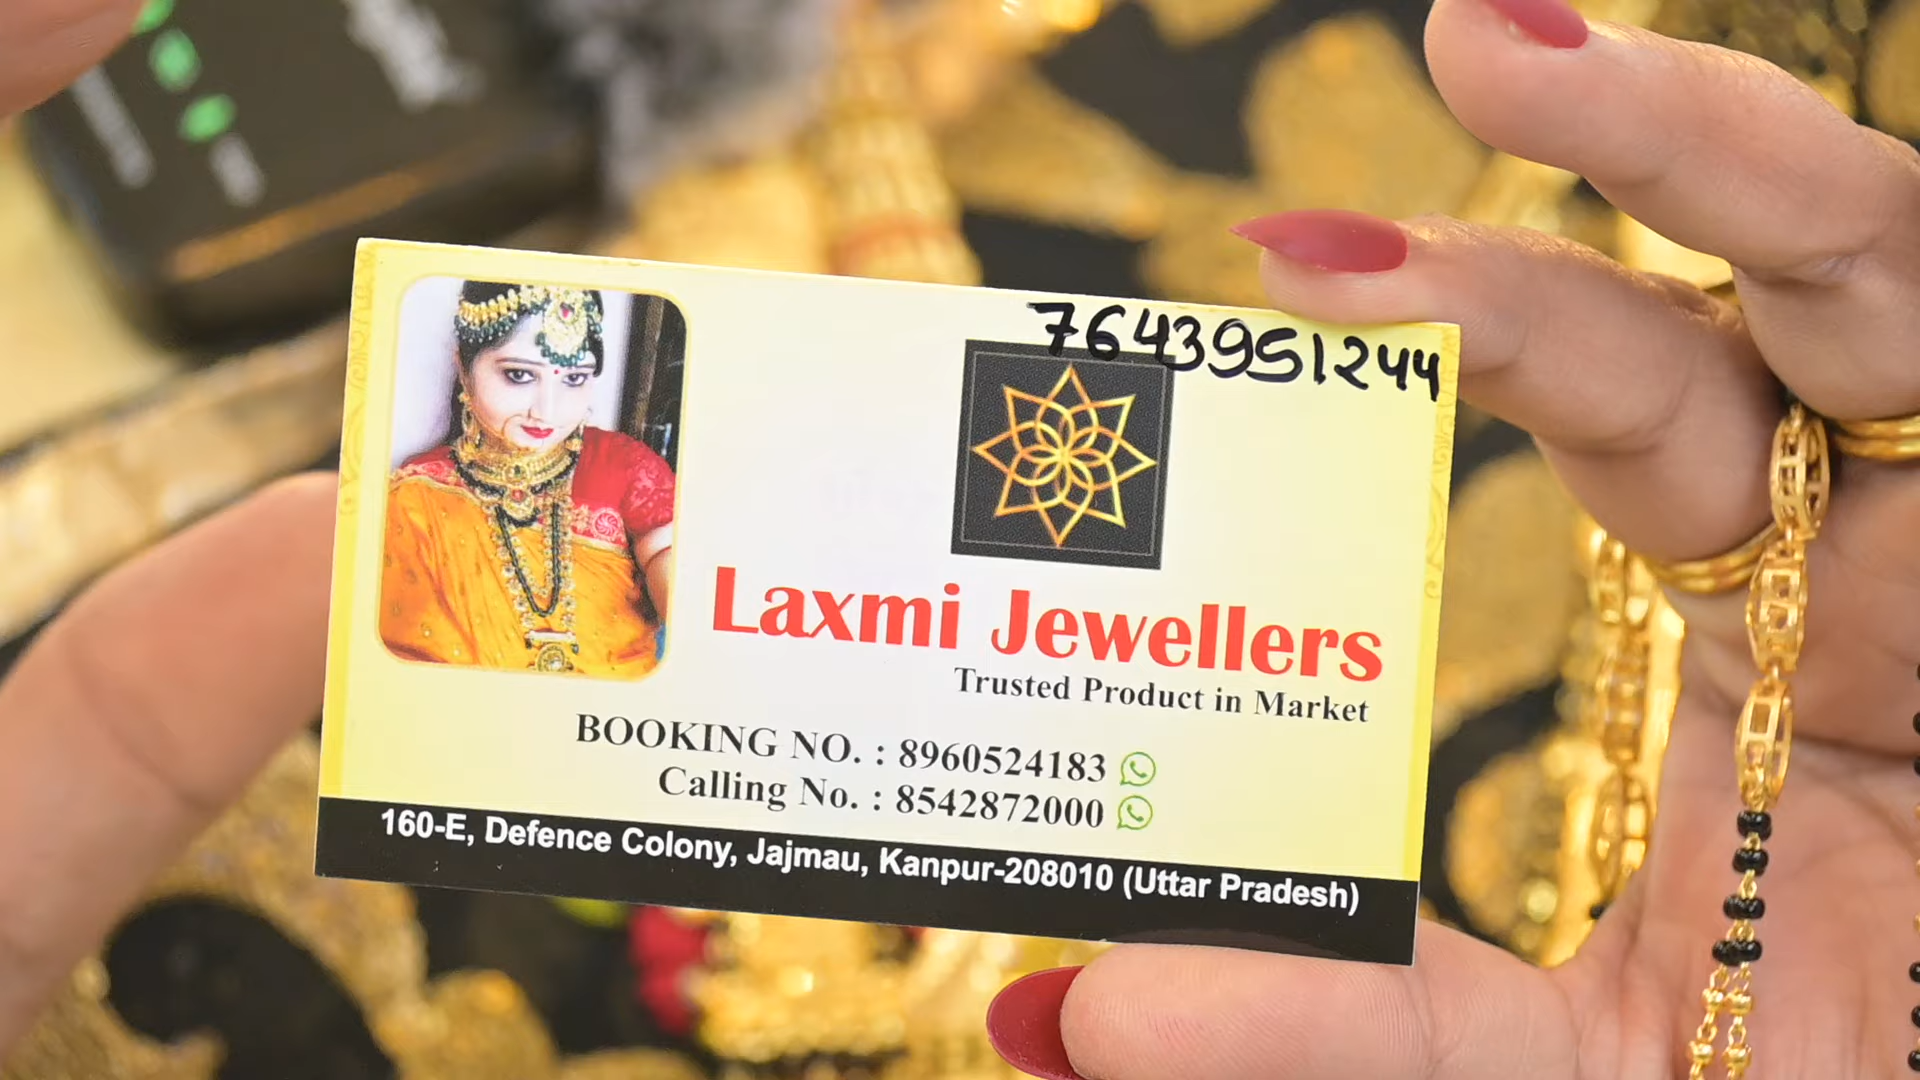 7643951244
Laxmi Jewellers
Trusted Product in Market
BOOKING NO. : 8960524183
Calling No. : 8542872000
160-E, Defence Colony, Jajmau, Kanpur-208010 (Uttar Pradesh)